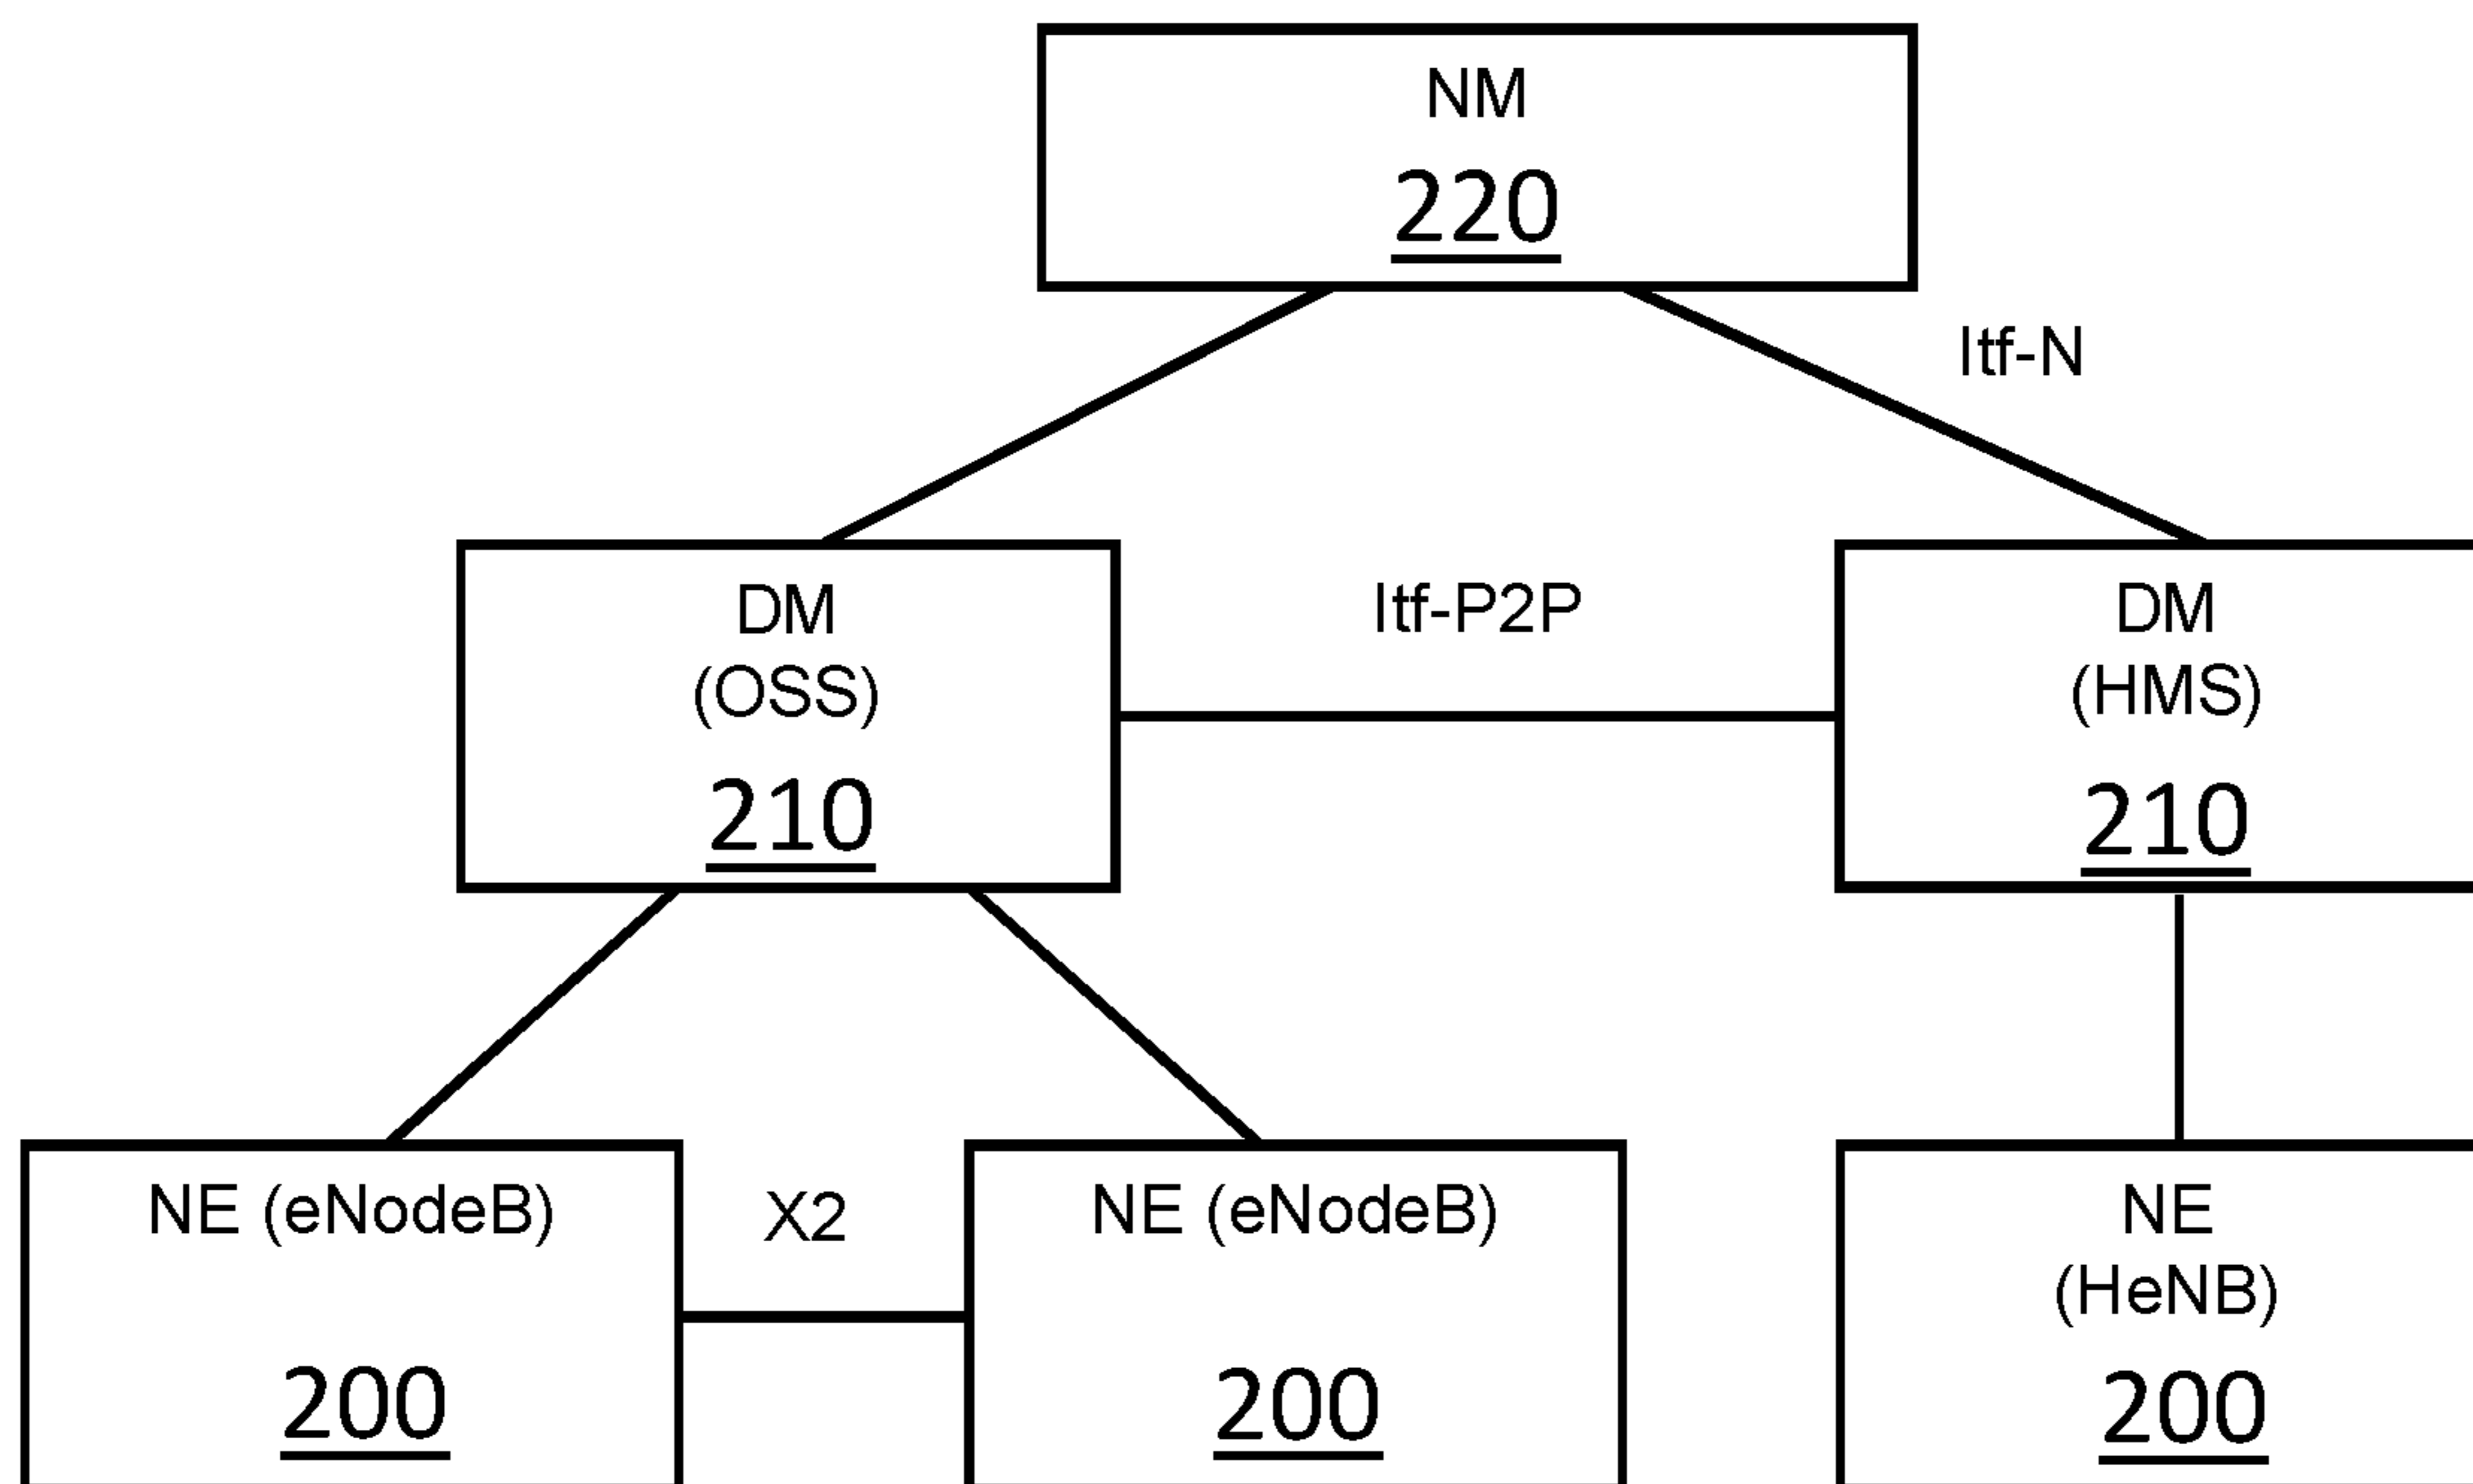 NM
220
Itf-N
DM
(OSS)
210
Itf-P2P
DM
(HMS)
210
NE (eNodeB)
200
X2
NE (eNodeB)
200
NE
(HeNB)
200